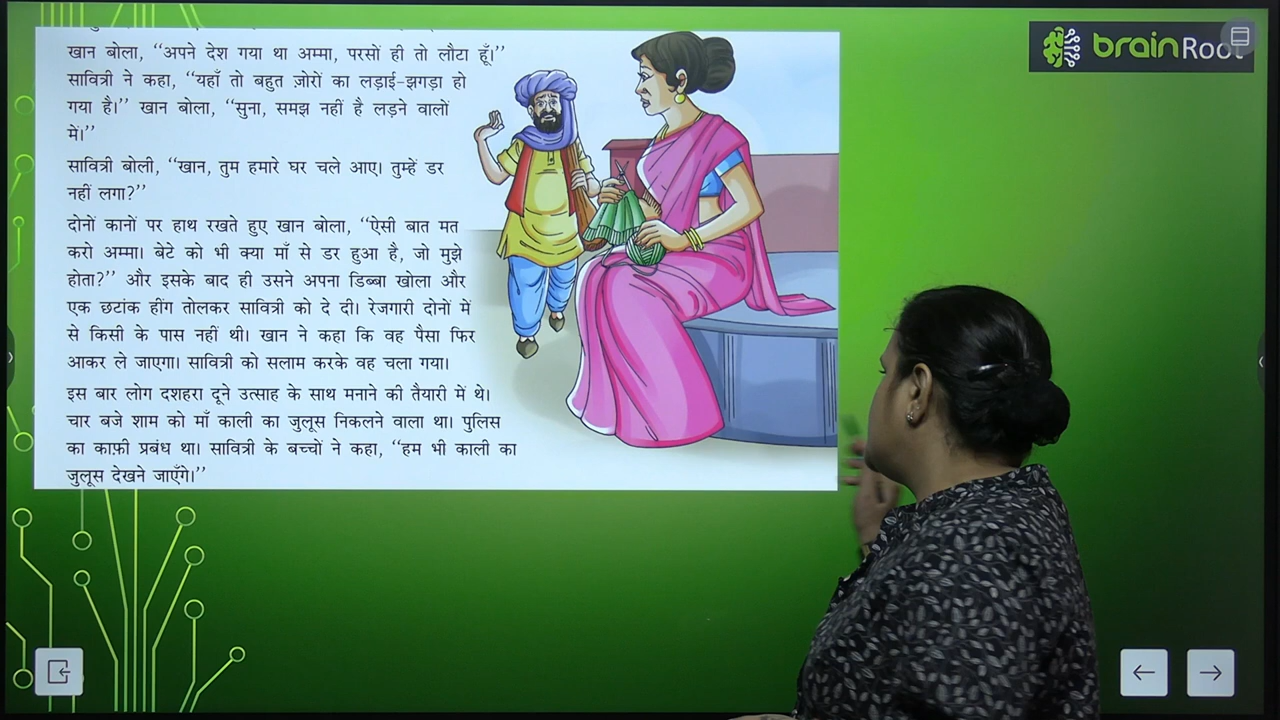 खान बोला, “अपने देश गया था अम्मा, परसों ही तो लौटा हूँ।”
सावित्री ने कहा, “यहाँ तो बहुत ज़ोरों का लड़ाई-झगड़ा हो
गया है।” खान बोला, “सुना, समझ नहीं है लड़ने वालों
में।”
सावित्री बोली, “खान, तुम हमारे घर चले आए। तुम्हें डर
नहीं लगा?”
दोनों कानों पर हाथ रखते हुए खान बोला, “ऐसी बात मत
करो अम्मा। बेटे को भी क्या माँ से डर हुआ है, जो मुझे
होता?” और इसके बाद ही उसने अपना डिब्बा खोला और
एक छटांक हींग तोलकर सावित्री को दे दी। रेजगारी दोनों में
से किसी के पास नहीं थी। खान ने कहा कि वह पैसा फिर
आकर ले जाएगा। सावित्री को सलाम करके वह चला गया।
इस बार लोग दशहरा दूने उत्साह के साथ मनाने की तैयारी में थे।
चार बजे शाम को माँ काली का जुलूस निकलने वाला था। पुलिस
का काफ़ी प्रबंध था। सावित्री के बच्चों ने कहा, “हम भी काली का
जुलूस देखने जाएँगे।”
brainRoot